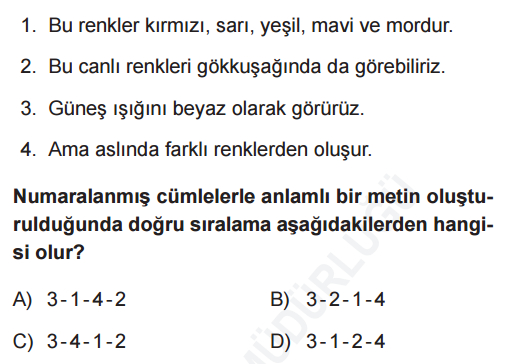 1. Bu renkler kırmızı, sarı, yeşil, mavi ve mordur.
2. Bu canlı renkleri gökkuşağında da görebiliriz.
3. Güneş ışığını beyaz olarak görürüz.
4. Ama aslında farklı renklerden oluşur.
Numaralanmış cümlelerle anlamlı bir metin oluştu-
rulduğunda doğru sıralama aşağıdakilerden hangi-
si olur?
A) 3-1-4-2 B) 3-2-1-4
C) 3-4-1-2 D) 3-1-2-4
MÜDÜRLÜĞÜ